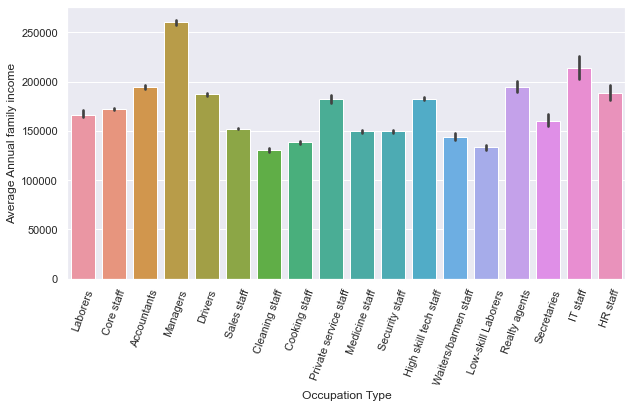 Average Annual family income
250000
200000
150000
100000
50000
0
Laborers
Core staff
Accountants
Managers
Drivers
Sales staff
Cleaning staff
Cooking staff
Private service staff
Medicine staff
Security staff
High skill tech staff
Waiters/barmen staff
Low-skill Laborers
Realty agents
Secretaries
IT staff
HR staff
Occupation Type